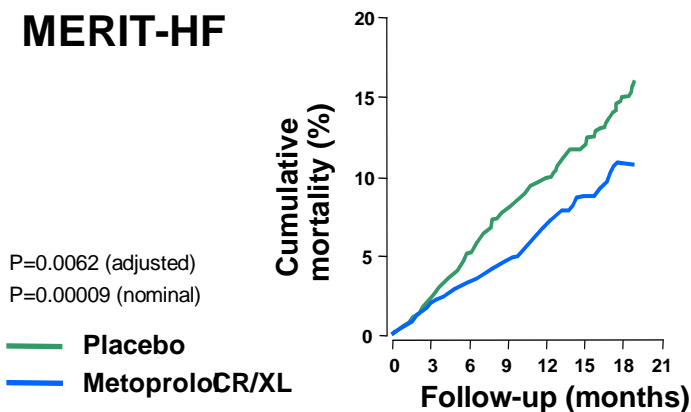 MERIT-HF
P=0.0062 (adjusted)
P=0.00009 (nominal)
Placebo
MetoproloCR/XL
Cumulative
mortality (%)
20
15
10
5
0
0 3 6 9 12 15 18 21
Follow-up (months)